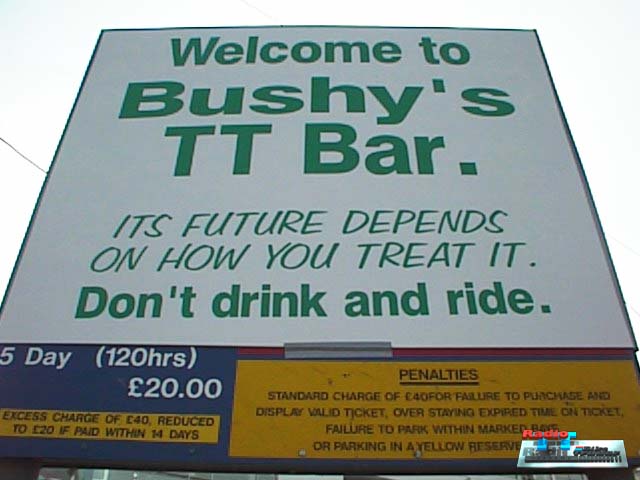 Welcome to
Bushy's
TT Bar.
ITS FUTURE DEPENDS
ON HOW YOU TREAT IT.
Don't drink and ride.
5 Day (120hrs)
£20.00
EXCESS CHARGE OF £40, REDUCED
TO £20 IF PAID WITHIN 14 DAYS
PENALTIES
STANDARD CHARGE OF £40FOR FAILURE TO PURCHASE AND
DISPLAY VALID TICKET, OVER STAYING EXPIRED TIME ON TICKET,
FAILURE TO PARK WITHIN MARKED BAYS
OR PARKING IN A YELLOW RESERVE
Radio